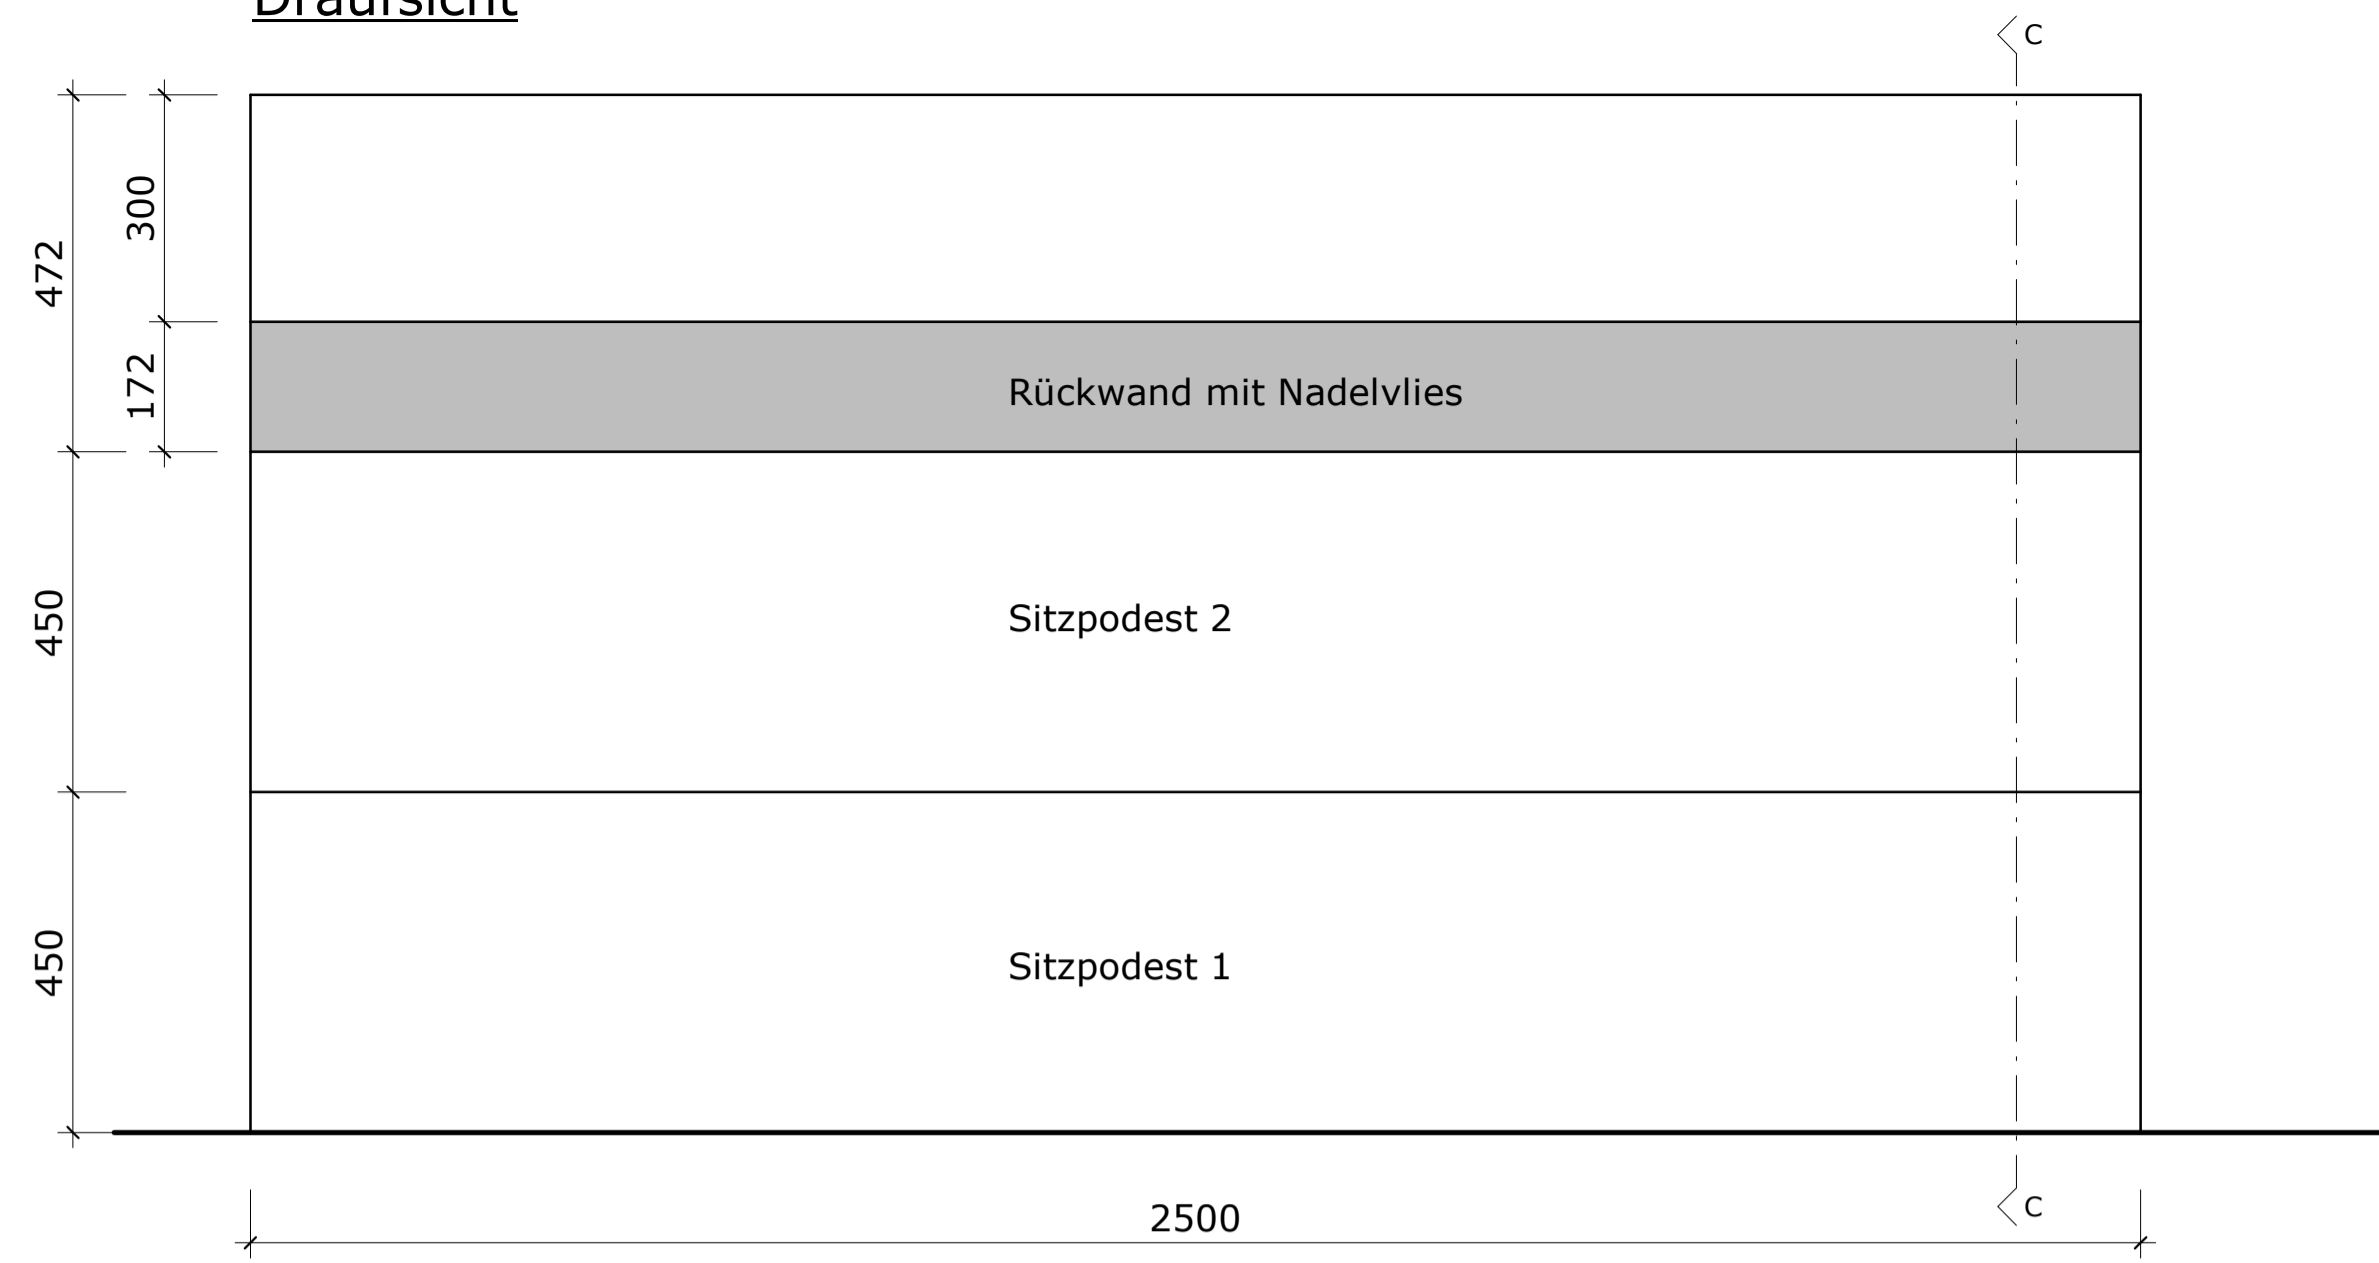 Draufsicht
C
300
472
172
Rückwand mit Nadelvlies
450
Sitzpodest 2
450
Sitzpodest 1
C
2500